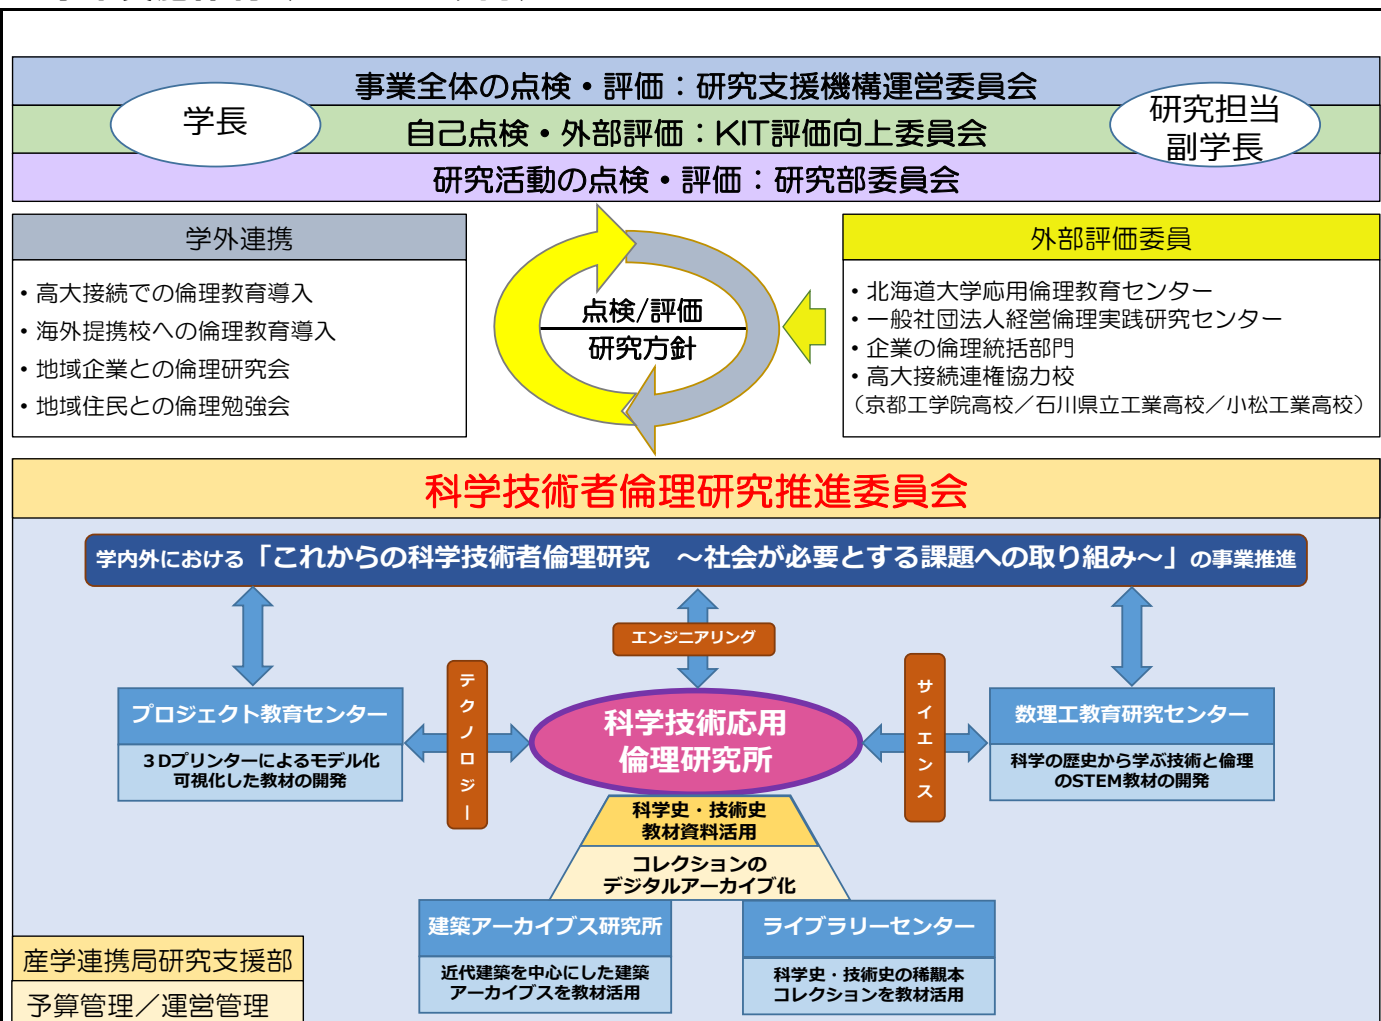 事業全体の点検・評価：研究支援機構運営委員会
学長
自己点検・外部評価：KIT評価向上委員会
研究担当
副学長
研究活動の点検・評価：研究部委員会
学外連携
・高大接続での倫理教育導入
・海外提携校への倫理教育導入
・地域企業との倫理研究会
・地域住民との倫理勉強会
点検/評価
研究方針
外部評価委員
・北海道大学応用倫理教育センター
・一般社団法人経営倫理実践研究センター
・企業の倫理統括部門
・高大接続連権協力校
（京都工学院高校／石川県立工業高校／小松工業高校）
科学技術者倫理研究推進委員会
学内外における「これからの科学技術者倫理研究　～社会が必要とする課題への取り組み～」の事業推進
エンジニアリング
テクノロジー
サイエンス
プロジェクト教育センター
３Dプリンターによるモデル化
可視化した教材の開発
科学技術応用
倫理研究所
数理工教育研究センター
科学の歴史から学ぶ技術と倫理
のSTEM教材の開発
科学史・技術史
教材資料活用
コレクションの
デジタルアーカイブ化
建築アーカイブス研究所
近代建築を中心にした建築
アーカイブスを教材活用
ライブラリーセンター
科学史・技術史の稀覯本
コレクションを教材活用
産学連携局研究支援部
予算管理／運営管理